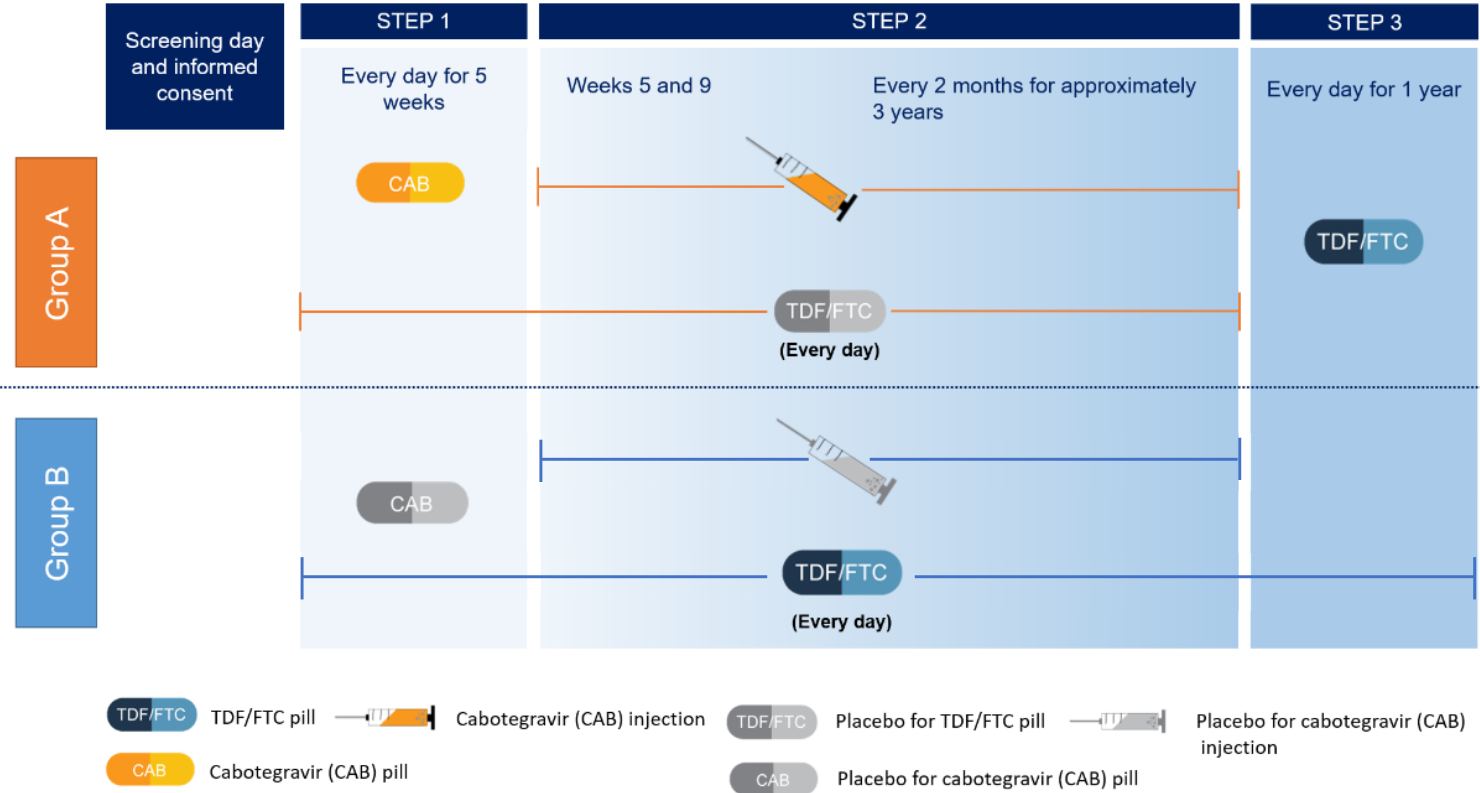 Screening day
and informed
consent
STEP 1
STEP 2
STEP 3
Every day for 5
weeks
Weeks 5 and 9
Every 2 months for approximately
3 years
Every day for 1 year
Group A
CAB
TDF/FTC
TDF/FTC
(Every day)
Group B
CAB
TDF/FTC
(Every day)
TDF/FTC
TDF/FTC pill
Cabotegravir (CAB) injection
TDF/FTC
Placebo for TDF/FTC pill
Placebo for cabotegravir (CAB)
injection
CAB
Cabotegravir (CAB) pill
CAB
Placebo for cabotegravir (CAB) pill